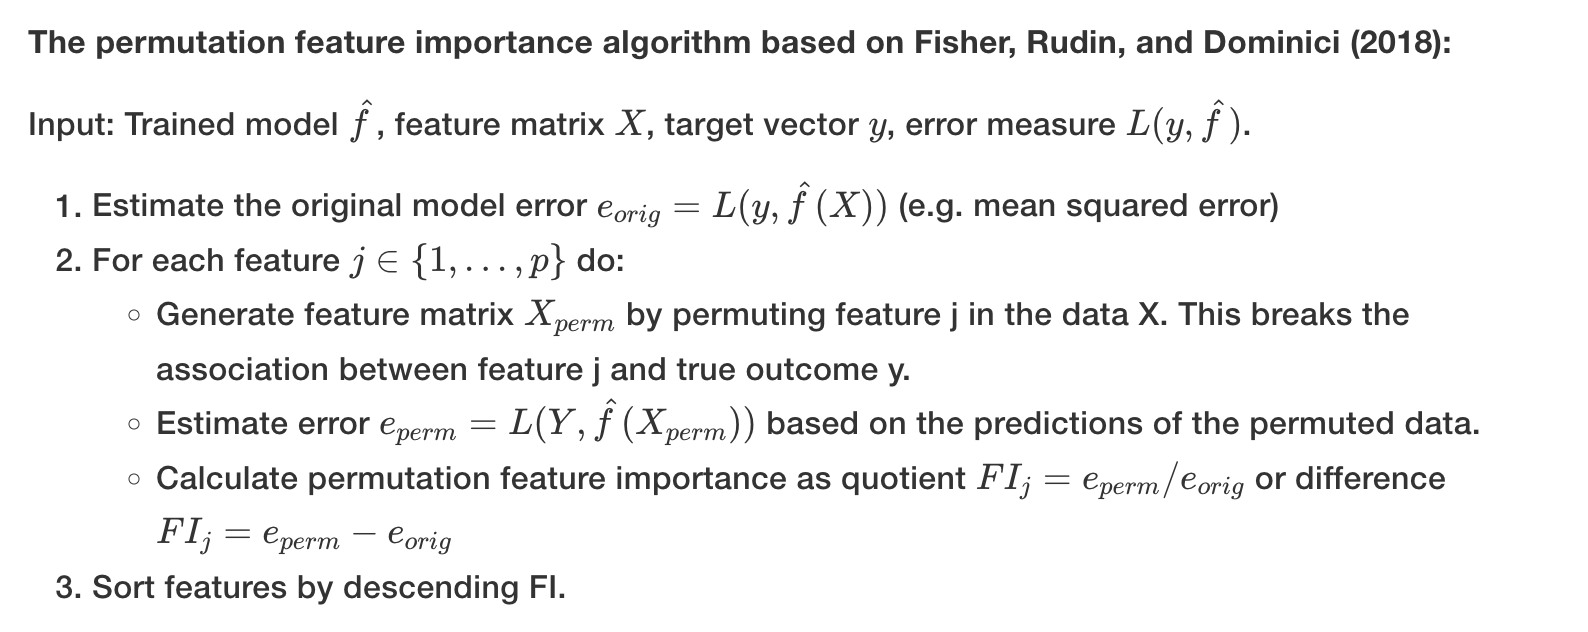 The permutation feature importance algorithm based on Fisher, Rudin, and Dominici (2018):
Input: Trained model $\hat{f}$, feature matrix $X$, target vector $y$, error measure $L(y, \hat{f})$.
1. Estimate the original model error $e_{orig} = L(y, \hat{f}(X))$ (e.g. mean squared error)
2. For each feature $j \in \{1, \ldots, p\}$ do:
◦ Generate feature matrix $X_{perm}$ by permuting feature j in the data X. This breaks the
association between feature j and true outcome y.
◦ Estimate error $e_{perm} = L(Y, \hat{f}(X_{perm}))$ based on the predictions of the permuted data.
◦ Calculate permutation feature importance as quotient $FI_j = e_{perm}/e_{orig}$ or difference
$FI_j = e_{perm} - e_{orig}$
3. Sort features by descending FI.